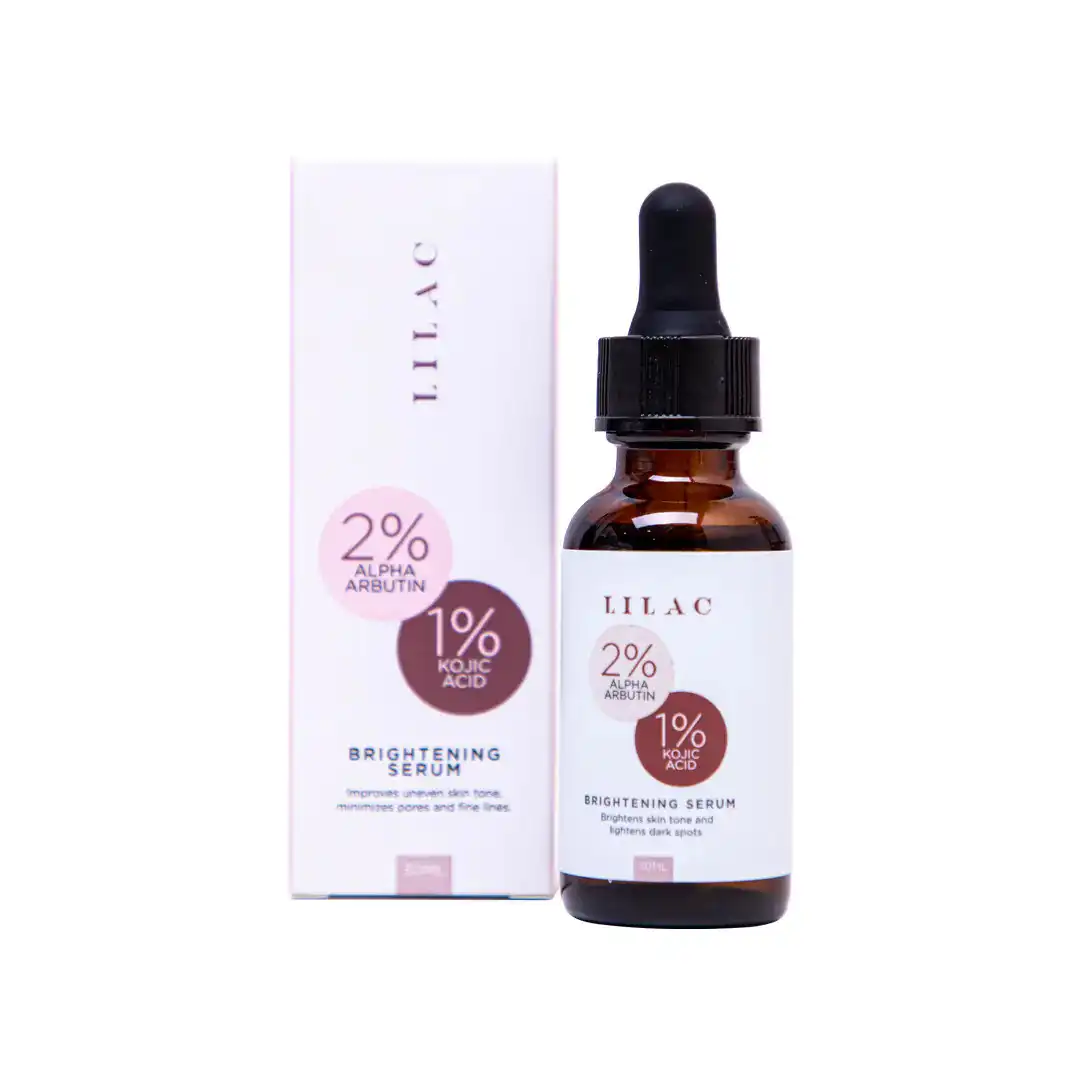 LILAC
2%
ALPHA
ARBUTIN
1%
KOJIC
ACID
BRIGHTENING
SERUM
Improves uneven skin tone,
minimizes pores and fine lines.
LILAC
2%
ALPHA
ARBUTIN
1%
KOJIC
ACID
BRIGHTENING SERUM
Brightens skin tone and
lightens dark spots